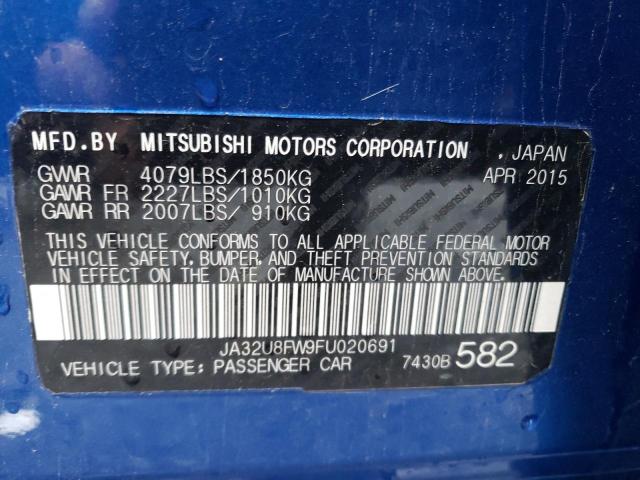 MFD.BY MITSUBISHI MOTORS CORPORATION , JAPAN
GVWR 4079LBS/1850KG APR 2015
GAWR FR 2227LBS/1010KG
GAWR RR 2007LBS/ 910KG
THIS VEHICLE CONFORMS TO ALL APPLICABLE FEDERAL MOTOR
VEHICLE SAFETY, BUMPER, AND THEFT PREVENTION STANDARDS
IN EFFECT ON THE DATE OF MANUFACTURE SHOWN ABOVE.
JA32U8FW9FU020691
VEHICLE TYPE: PASSENGER CAR 7430B 582